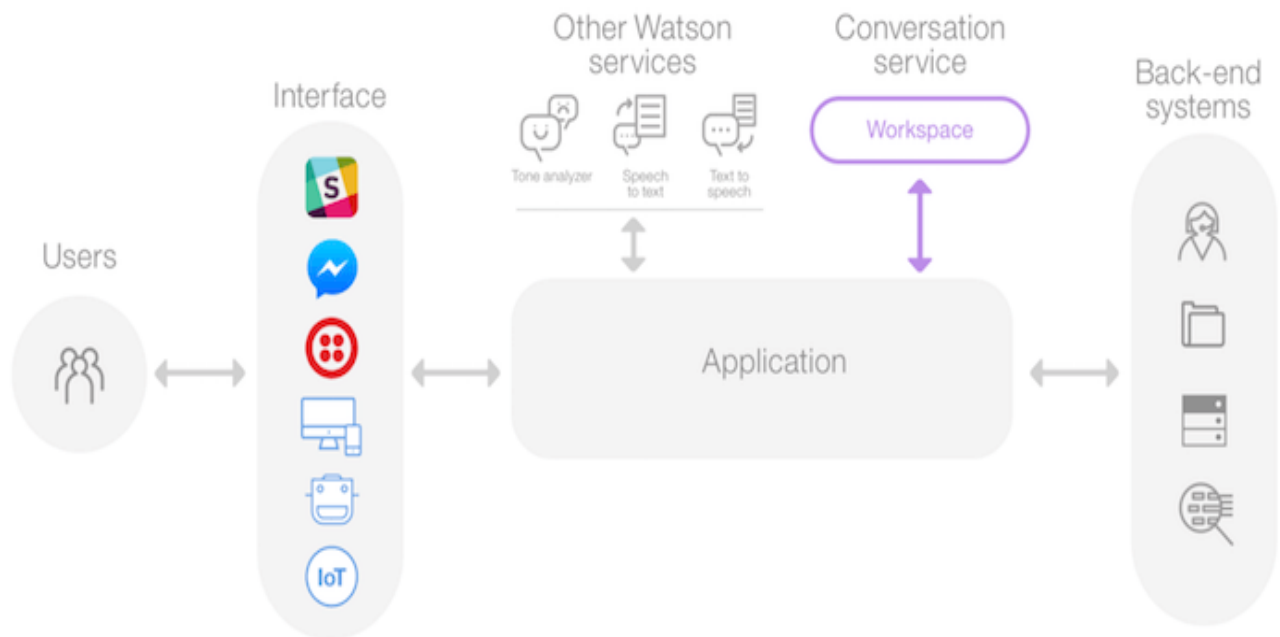 Other Watson
services
Conversation
service
Back-end
systems
Interface
Workspace
Tone analyzer
Speech
to text
Text to
speech
S
Users
Application
IoT